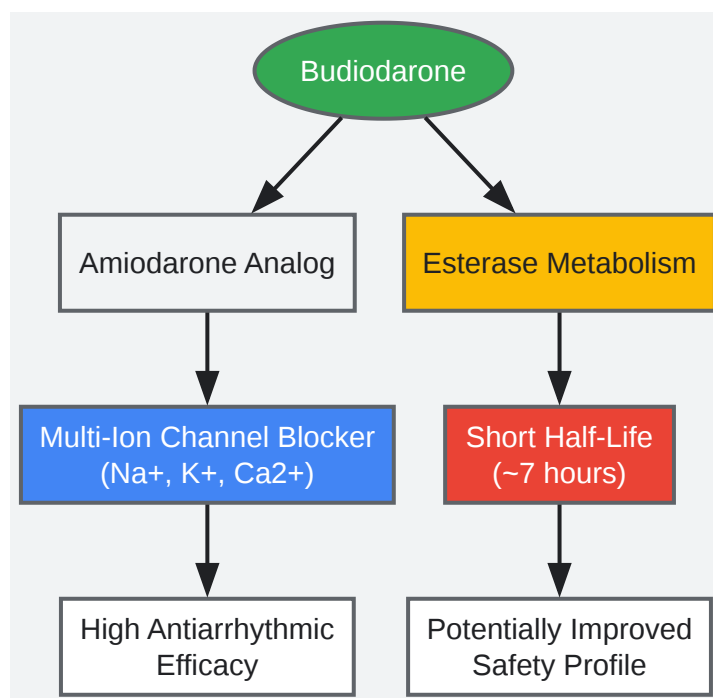 Budiodarone
Amiodarone Analog
Esterase Metabolism
Multi-Ion Channel Blocker
(Na+, K+, Ca2+)
Short Half-Life
(~7 hours)
High Antiarrhythmic
Efficacy
Potentially Improved
Safety Profile